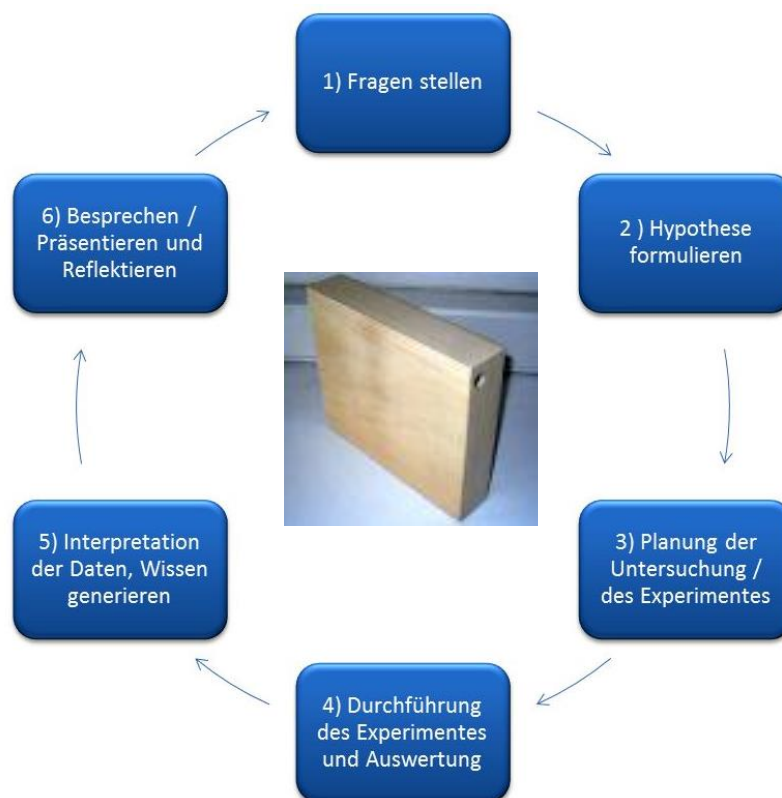 1) Fragen stellen
2 ) Hypothese
formulieren
3) Planung der
Untersuchung /
des Experimentes
4) Durchführung
des Experimentes
und Auswertung
5) Interpretation
der Daten, Wissen
generieren
6) Besprechen /
Präsentieren und
Reflektieren